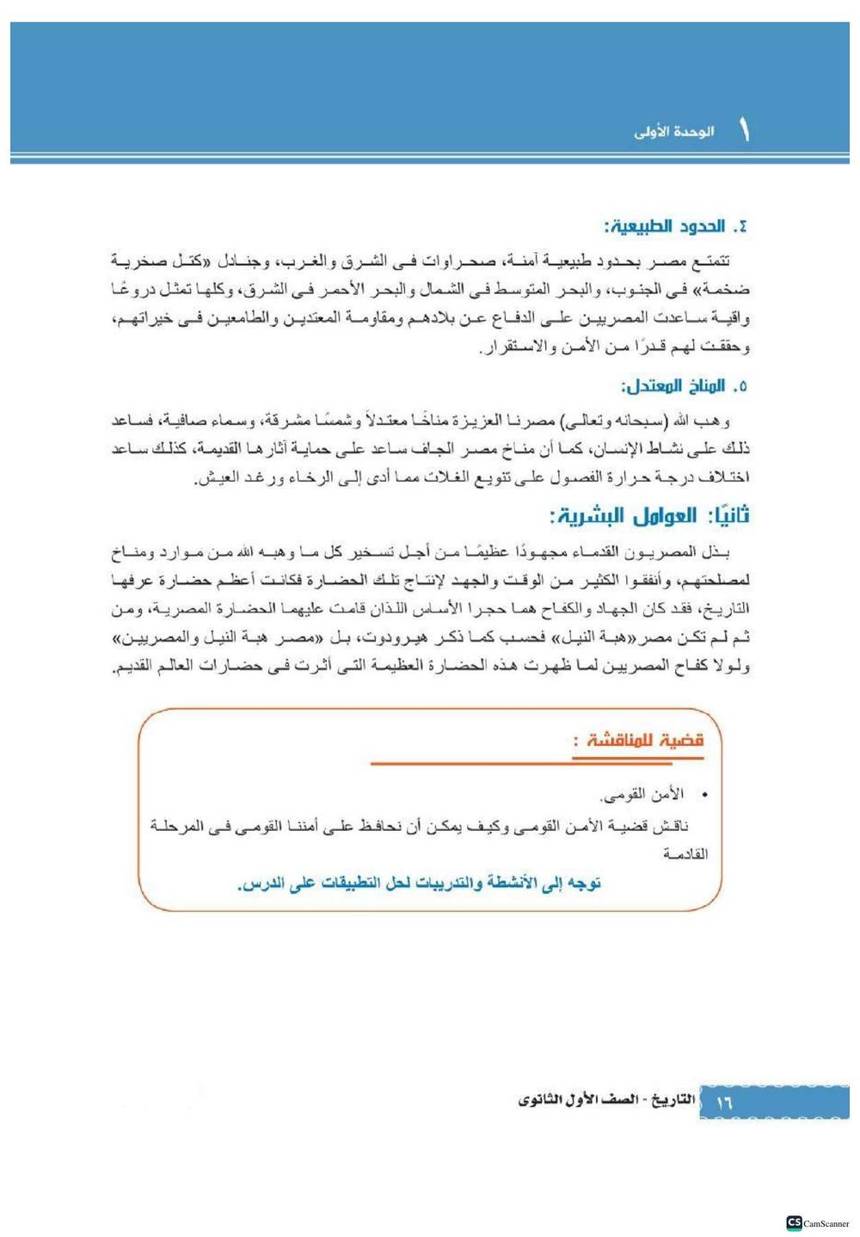 ١ الوحدة الأولى
٤. الحدود الطبيعية:
تتمتع مصر بحدود طبيعية آمنة، صحراوات فى الشرق والغرب، وجنادل «كتل صخرية
ضخمة» فى الجنوب، والبحر المتوسط فى الشمال والبحر الأحمر فى الشرق، وكلها تمثل دروعًا
واقية ساعدت المصريين على الدفاع عن بلادهم ومقاومة المعتدين والطامعين فى خيراتهم،
وحققت لهم قدرًا من الأمن والاستقرار.
٥. المناخ المعتدل:
وهب الله (سبحانه وتعالى) مصرنا العزيزة مناخًا معتدلاً وشمسًا مشرقة، وسماء صافية، فساعد
ذلك على نشاط الإنسان، كما أن مناخ مصر الجاف ساعد على حماية آثارها القديمة، كذلك ساعد
اختلاف درجة حرارة الفصول على تنويع الغلات مما أدى إلى الرخاء ورغد العيش.
ثانيًا: العوامل البشرية:
بذل المصريون القدماء مجهودًا عظيمًا من أجل تسخير كل ما وهبه الله من موارد ومناخ
لمصلحتهم، وأنفقوا الكثير من الوقت والجهد لإنتاج تلك الحضارة فكانت أعظم حضارة عرفها
التاريخ، فقد كان الجهاد والكفاح هما حجرا الأساس اللذان قامت عليهما الحضارة المصرية، ومن
ثم لم تكن مصر«هبة النيل» فحسب كما ذكر هيرودوت، بل «مصر هبة النيل والمصريين»
ولولا كفاح المصريين لما ظهرت هذه الحضارة العظيمة التى أثرت فى حضارات العالم القديم.
قضية للمناقشة :
• الأمن القومى.
ناقش قضية الأمن القومى وكيف يمكن أن نحافظ على أمننا القومى فى المرحلة
القادمة
توجه إلى الأنشطة والتدريبات لحل التطبيقات على الدرس.
١٦ التاريخ - الصف الأول الثانوى
CS CamScanner